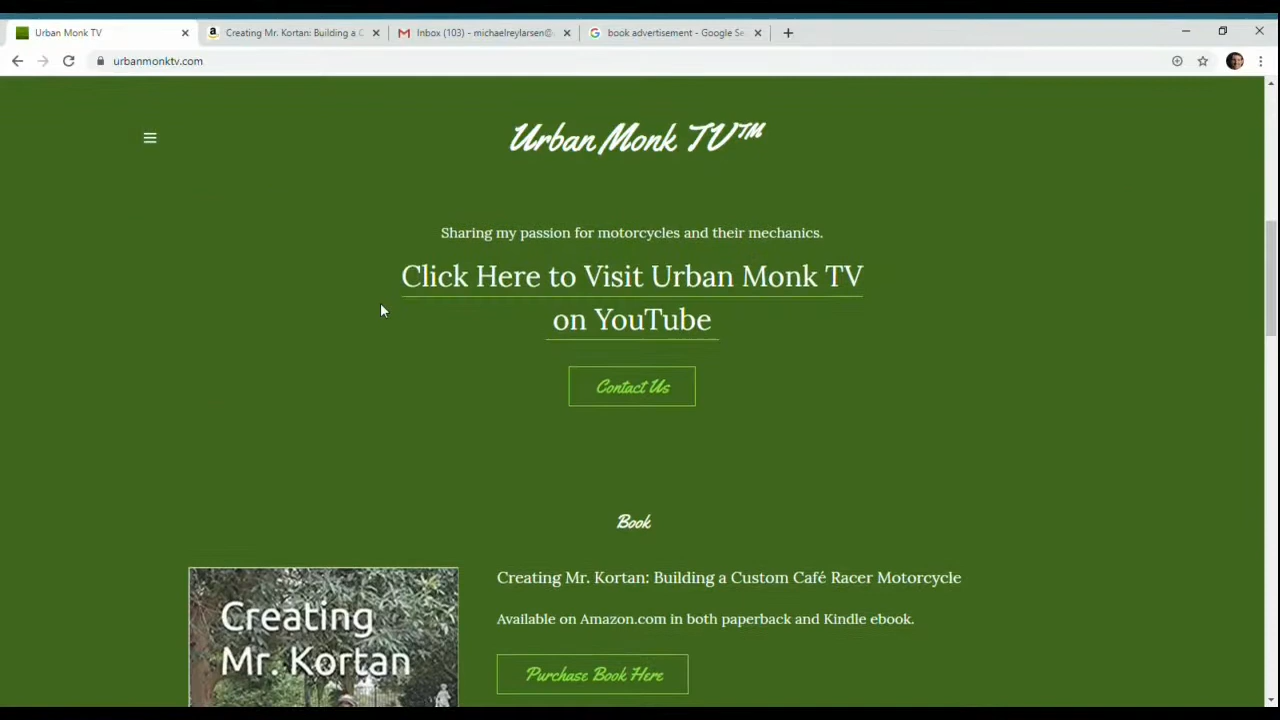 Urban Monk TV
Creating Mr. Kortan: Building a C
Inbox (103) - michaelreylarsen@
book advertisement - Google Se
urbanmonktv.com
Urban Monk TV™
Sharing my passion for motorcycles and their mechanics.
Click Here to Visit Urban Monk TV
on YouTube
Contact Us
Book
Creating Mr. Kortan: Building a Custom Café Racer Motorcycle
Available on Amazon.com in both paperback and Kindle ebook.
Purchase Book Here
Creating
Mr. Kortan